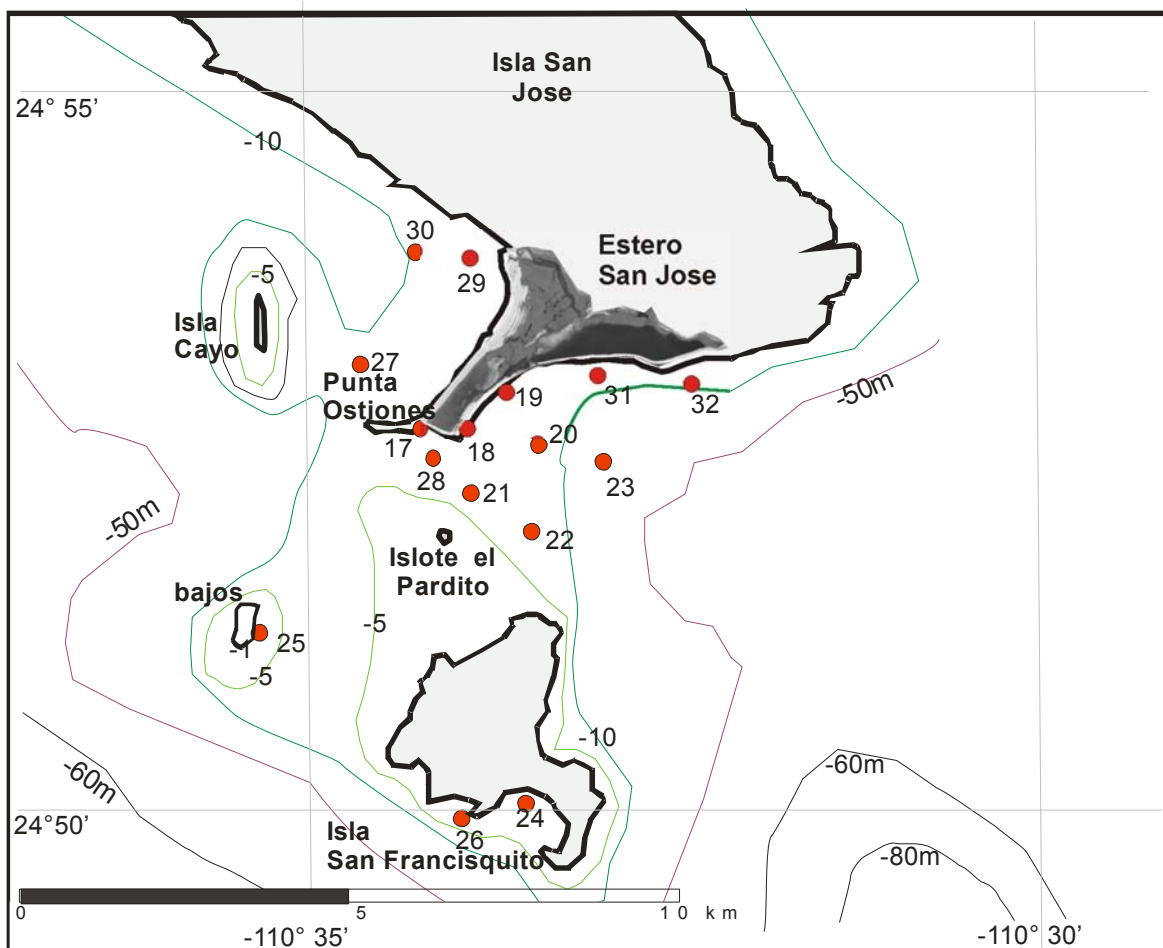 Isla San
Jose
24° 55’
-10
30
29
Estero
San Jose
-5
Isla
Cayo
27
Punta
Ostiones
19
31
32
-50m
17
18
20
28
21
23
-50m
22
Islote el
Pardito
bajos
-5
25
-1
-5
-10
-60m
-60m
24° 50’
24
26
Isla
San Francisquito
-80m
0 5 10 km
-110° 35’
-110° 30’